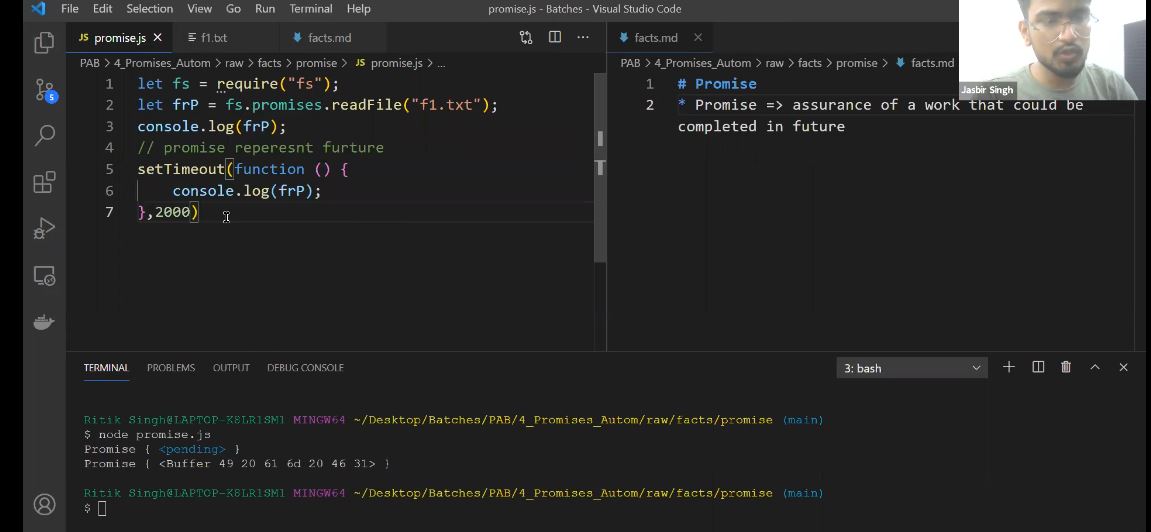 File Edit Selection View Go Run Terminal Help promise.js - Batches - Visual Studio Code
promise.js f1.txt facts.md
PAB > 4_Promises_Autom > raw > facts > promise > promise.js > ...
1 let fs = require("fs");
2 let frP = fs.promises.readFile("f1.txt");
3 console.log(frP);
4 // promise reperesnt furture
5 setTimeout(function () {
6 console.log(frP);
7 },2000)
facts.md
PAB > 4_Promises_Autom > raw > facts > promise > facts.md >
1 # Promise
2 * Promise => assurance of a work that could be
completed in future
Jasbir Singh
5
TERMINAL PROBLEMS OUTPUT DEBUG CONSOLE 3: bash
Ritik Singh@LAPTOP-K8LR1SM1 MINGW64 ~/Desktop/Batches/PAB/4_Promises_Autom/raw/facts/promise (main)
$ node promise.js
Promise { <pending> }
Promise { <Buffer 49 20 61 6d 20 46 31> }
Ritik Singh@LAPTOP-K8LR1SM1 MINGW64 ~/Desktop/Batches/PAB/4_Promises_Autom/raw/facts/promise (main)
$